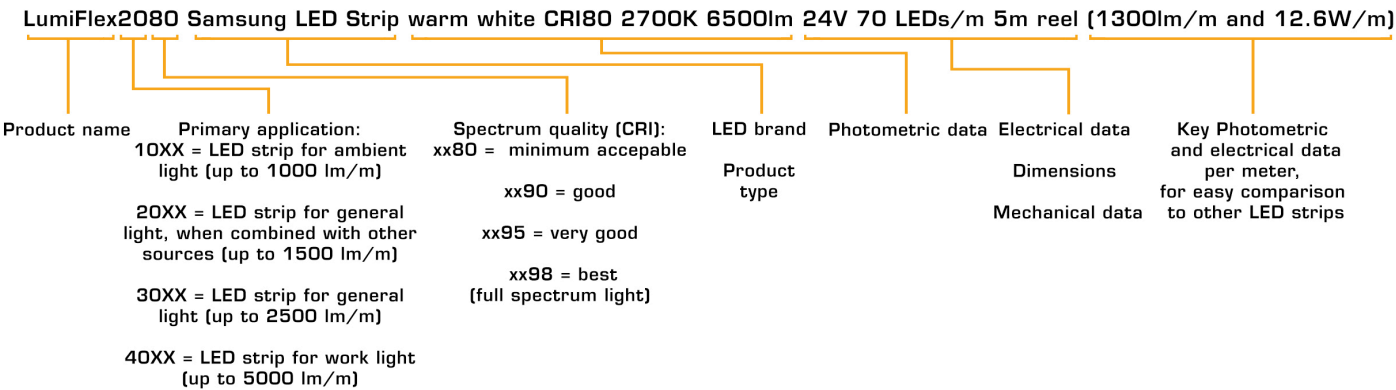 LumiFlex2080 Samsung LED Strip warm white CRI80 2700K 6500lm 24V 70 LEDs/m 5m reel (1300lm/m and 12.6W/m)
Product name
Primary application:
10XX = LED strip for ambient
light (up to 1000 lm/m)
20XX = LED strip for general
light, when combined with other
sources (up to 1500 lm/m)
30XX = LED strip for general
light (up to 2500 lm/m)
40XX = LED strip for work light
(up to 5000 lm/m)
Spectrum quality (CRI):
xx80 = minimum accepable
xx90 = good
xx95 = very good
xx98 = best
(full spectrum light)
LED brand
Product
type
Photometric data
Electrical data
Dimensions
Mechanical data
Key Photometric
and electrical data
per meter,
for easy comparison
to other LED strips